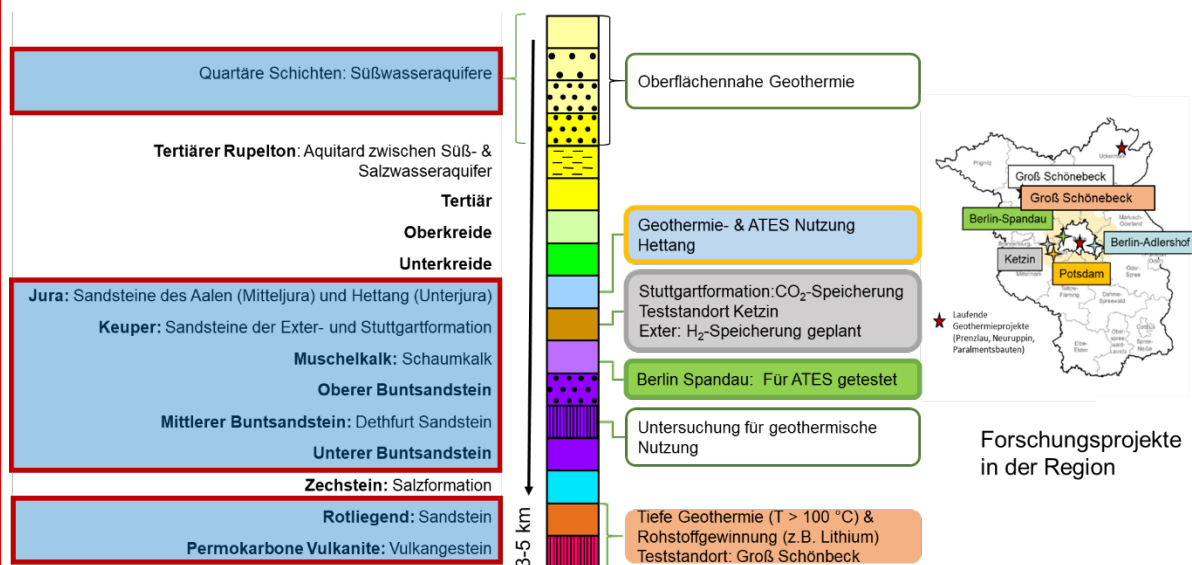 Quartäre Schichten: Süßwasseraquifere
Tertiärer Rupelton: Aquitard zwischen Süß- &
Salzwasseraquifer
Tertiär
Oberkreide
Unterkreide
Jura: Sandsteine des Aalen (Mitteljura) und Hettang (Unterjura)
Keuper: Sandsteine der Exter- und Stuttgartformation
Muschelkalk: Schaumkalk
Oberer Buntsandstein
Mittlerer Buntsandstein: Dethfurt Sandstein
Unterer Buntsandstein
Zechstein: Salzformation
Rotliegend: Sandstein
Permokarbone Vulkanite: Vulkangestein
3-5 km
Oberflächennahe Geothermie
Geothermie- & ATES Nutzung
Hettang
Stuttgartformation:CO₂-Speicherung
Teststandort Ketzin
Exter: H₂-Speicherung geplant
Berlin Spandau: Für ATES getestet
Untersuchung für geothermische
Nutzung
Tiefe Geothermie (T > 100 °C) &
Rohstoffgewinnung (z.B. Lithium)
Teststandort: Groß Schönbeck
Prignitz
Uckermark
Groß Schönebeck
Groß Schönebeck
Berlin-Spandau
Märkisch-
Oderland
Berlin-Adlershof
Ketzin
Potsdam
Laufende
Geothermieprojekte
(Prenzlau, Neuruppin,
Paralmentsbauten)
Forschungsprojekte
in der Region